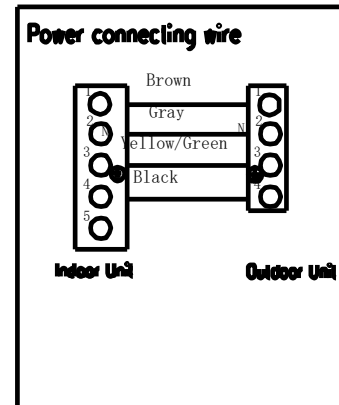 Power connecling wire
Brown
1 1
Gray
2 2
N N
Yellow/Green
3 3
Black
4 4
5
Indoor Unit
Outdoor Unit